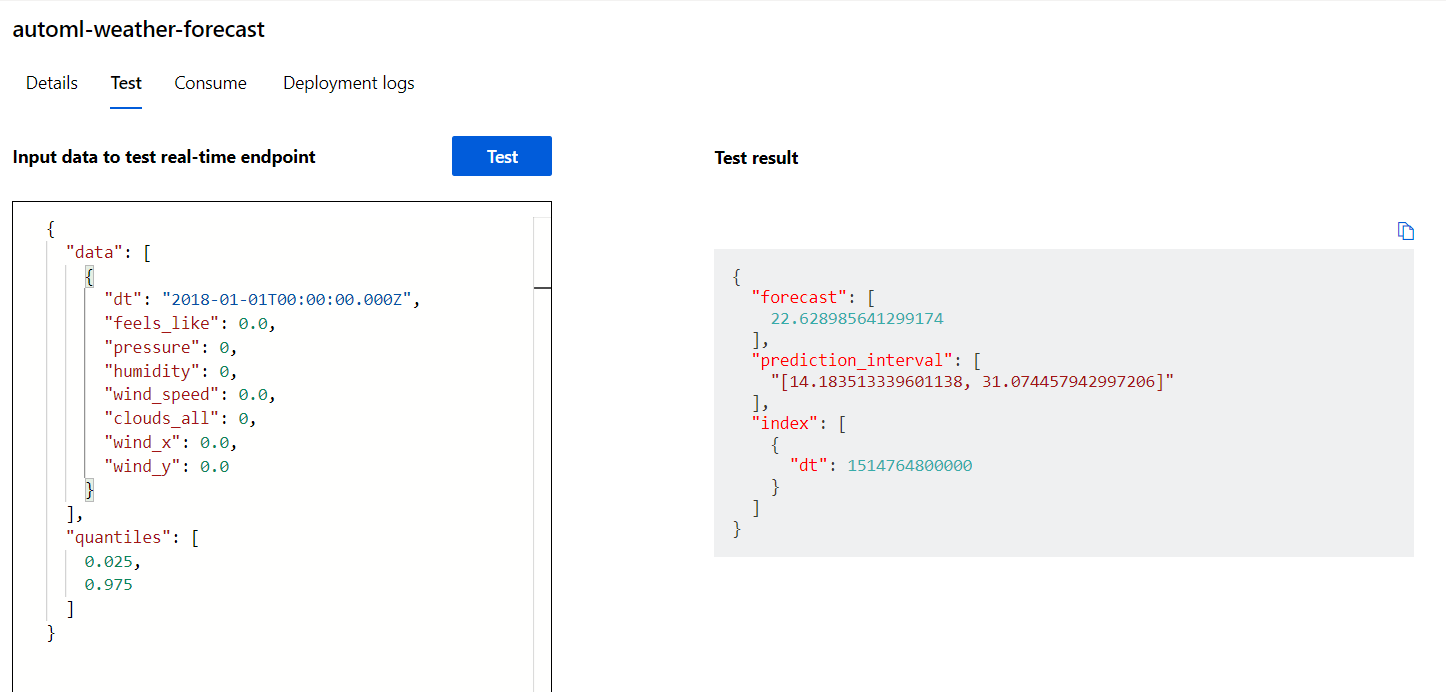 automl-weather-forecast
Details Test Consume Deployment logs
Input data to test real-time endpoint
Test
{
"data": [
{
"dt": "2018-01-01T00:00:00.000Z",
"feels_like": 0.0,
"pressure": 0,
"humidity": 0,
"wind_speed": 0.0,
"clouds_all": 0,
"wind_x": 0.0,
"wind_y": 0.0
}
],
"quantiles": [
0.025,
0.975
]
}
Test result
{
"forecast": [
22.628985641299174
],
"prediction_interval": [
"[14.183513339601138, 31.074457942997206]"
],
"index": [
{
"dt": 1514764800000
}
]
}